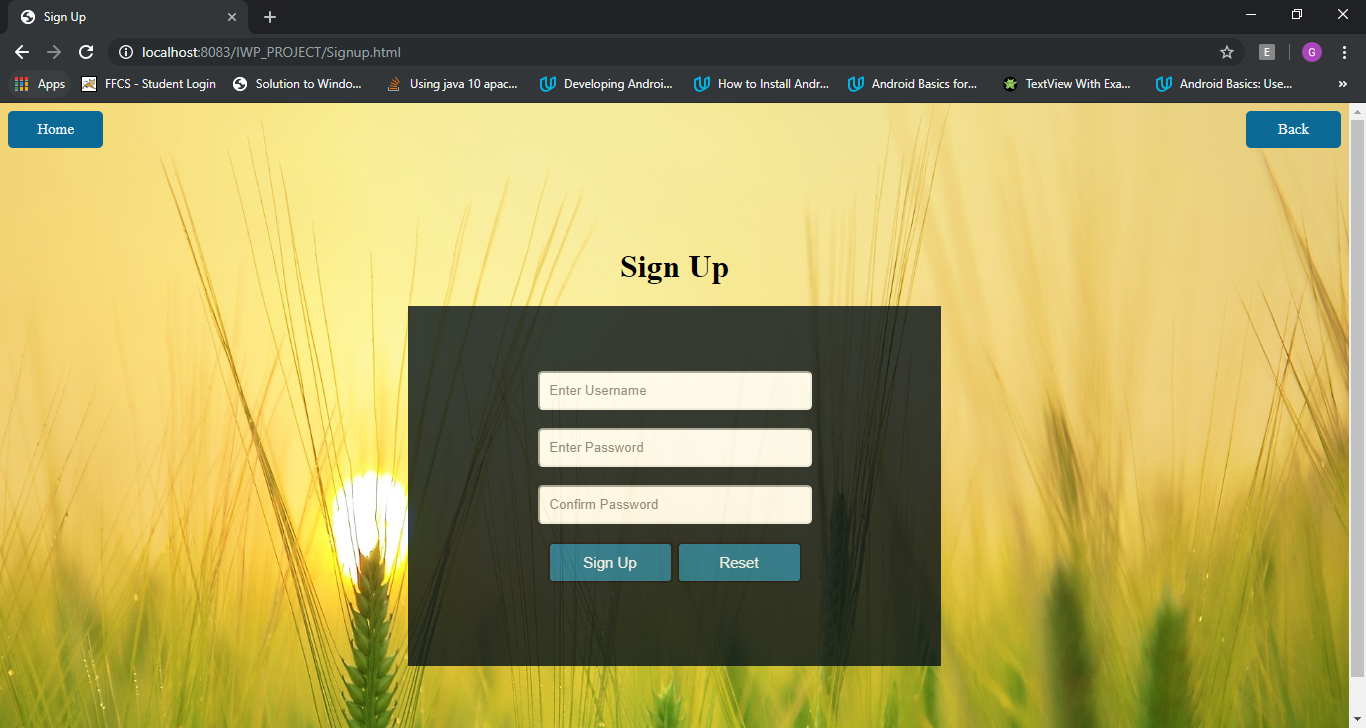 Sign Up
localhost:8083/IWP_PROJECT/Signup.html
E
G
Apps FFCS - Student Login Solution to Windo... Using java 10 apac... Developing Androi... How to Install Andr... Android Basics for... TextView With Exa... Android Basics: Use... »
Home Back
Sign Up
Enter Username
Enter Password
Confirm Password
Sign Up Reset